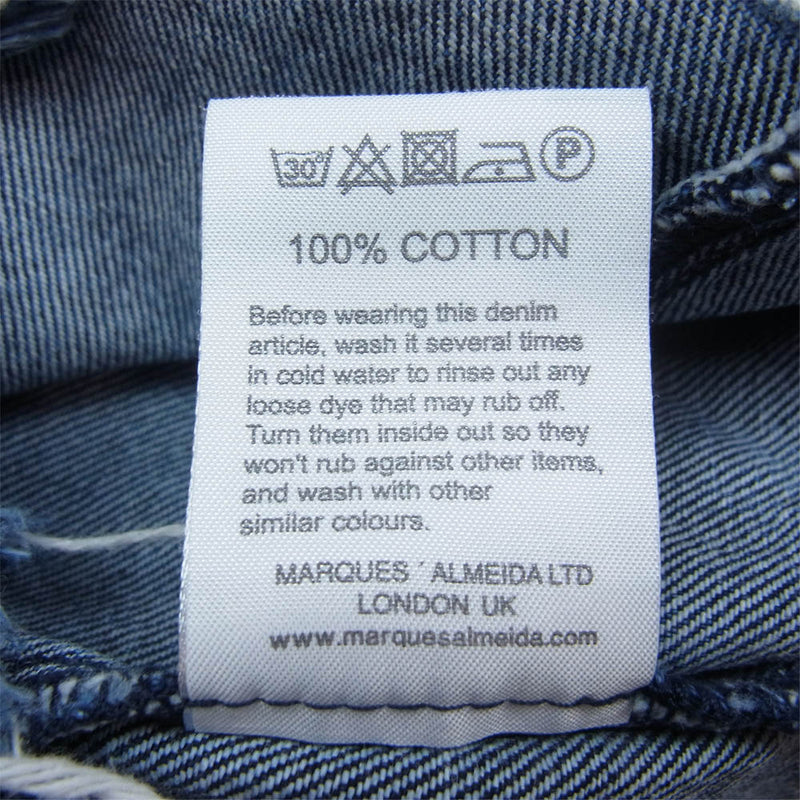 30° P
100% COTTON
Before wearing this denim
article, wash it several times
in cold water to rinse out any
loose dye that may rub off.
Turn them inside out so they
won't rub against other items,
and wash with other
similar colours.
MARQUES ´ALMEIDA LTD
LONDON UK
www.marquesalmeida.com